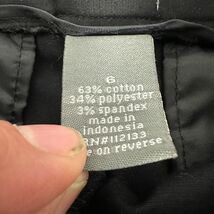 6
63% cotton
34% polyester
3% spandex
made in
indonesia
RN#112133
on reverse